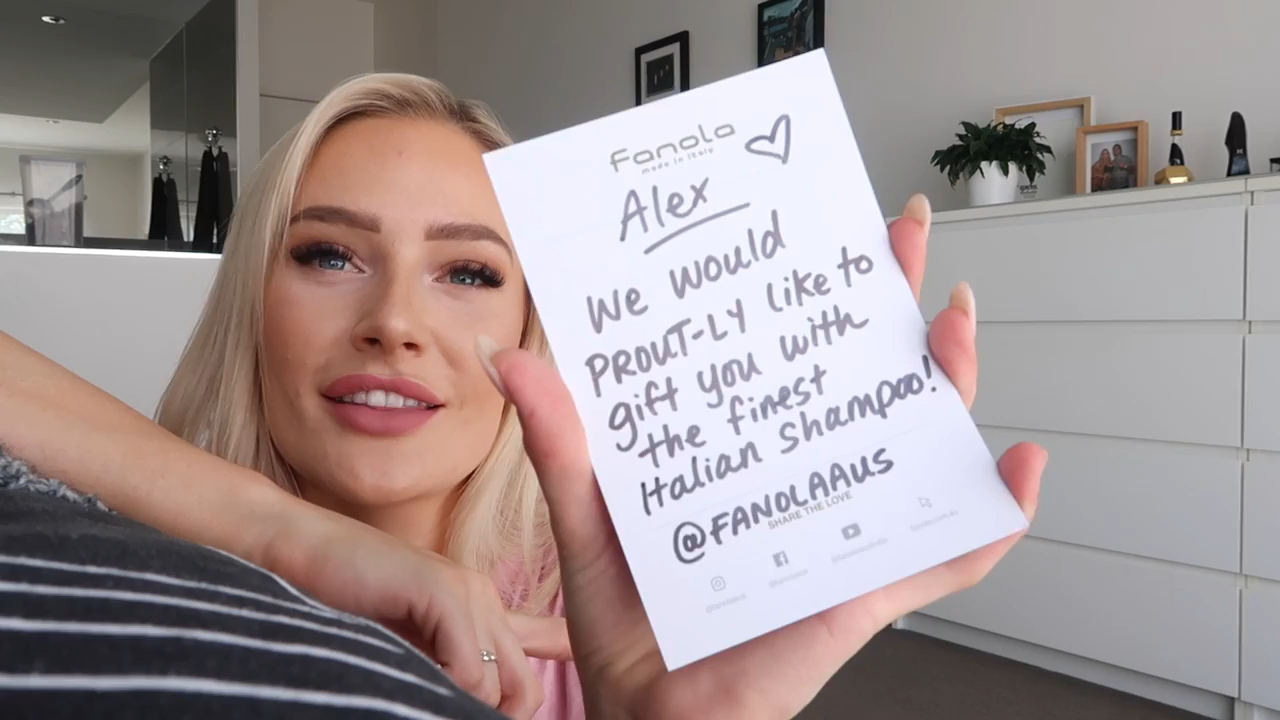 Fanola
made in Italy
Alex
We would
PROUT-LY like to
gift you with
the finest
Italian Shampoo!
@FANOLAAUS
SHARE THE LOVE